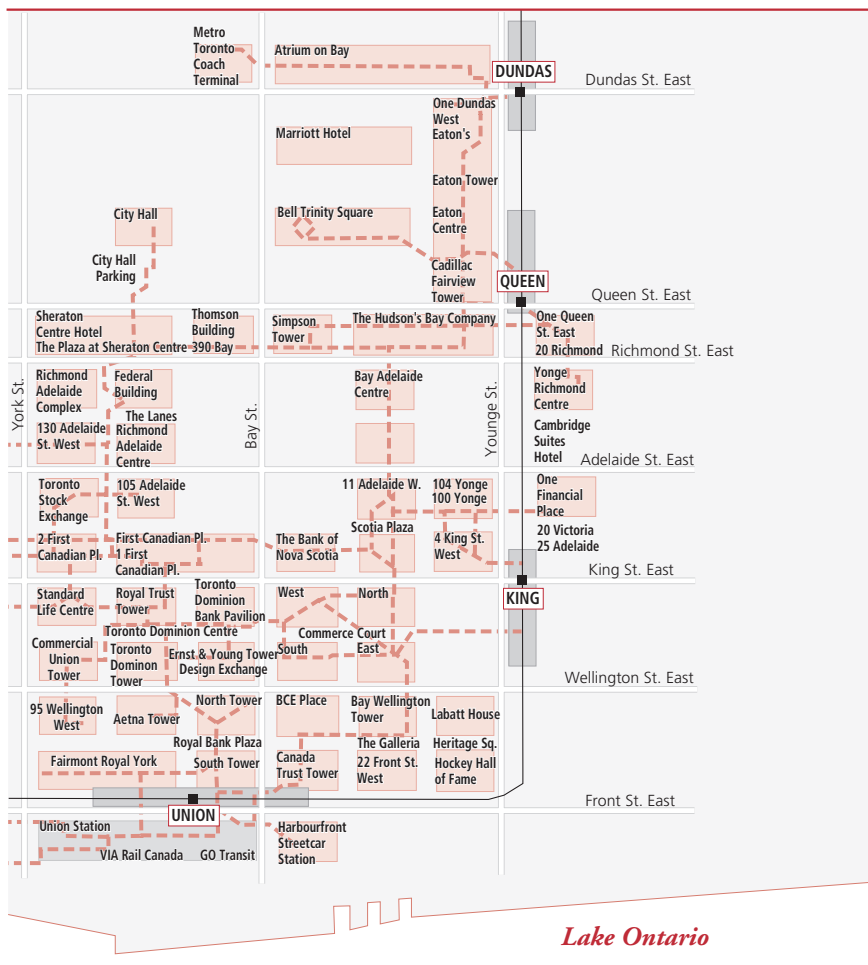 Metro
Toronto
Coach
Terminal
Atrium on Bay
DUNDAS
Dundas St. East
One Dundas
West
Eaton's
Marriott Hotel
Eaton Tower
City Hall
Bell Trinity Square
Eaton
Centre
City Hall
Parking
Cadillac
Fairview
Tower
QUEEN
Queen St. East
Sheraton
Centre Hotel
The Plaza at Sheraton Centre
Thomson
Building
390 Bay
Simpson
Tower
The Hudson's Bay Company
One Queen
St. East
20 Richmond
Richmond St. East
York St.
Bay St.
Younge St.
Richmond
Adelaide
Complex
Federal
Building
Bay Adelaide
Centre
Yonge
Richmond
Centre
The Lanes
130 Adelaide
St. West
Richmond
Adelaide
Centre
Cambridge
Suites
Hotel
Adelaide St. East
Toronto
Stock
Exchange
105 Adelaide
St. West
11 Adelaide W.
104 Yonge
100 Yonge
One
Financial
Place
Scotia Plaza
20 Victoria
25 Adelaide
2 First
Canadian Pl.
First Canadian Pl.
1 First
Canadian Pl.
The Bank of
Nova Scotia
4 King St.
West
King St. East
KING
Standard
Life Centre
Royal Trust
Tower
Toronto
Dominion
Bank Pavilion
West
North
Toronto Dominion Centre
Commerce Court
Commercial
Union
Tower
Toronto
Dominon
Tower
Ernst & Young Tower
Design Exchange
South
East
Wellington St. East
95 Wellington
West
Aetna Tower
North Tower
BCE Place
Bay Wellington
Tower
Labatt House
Royal Bank Plaza
The Galleria
Heritage Sq.
Fairmont Royal York
South Tower
Canada
Trust Tower
22 Front St.
West
Hockey Hall
of Fame
Front St. East
UNION
Union Station
VIA Rail Canada
GO Transit
Harbourfront
Streetcar
Station
Lake Ontario